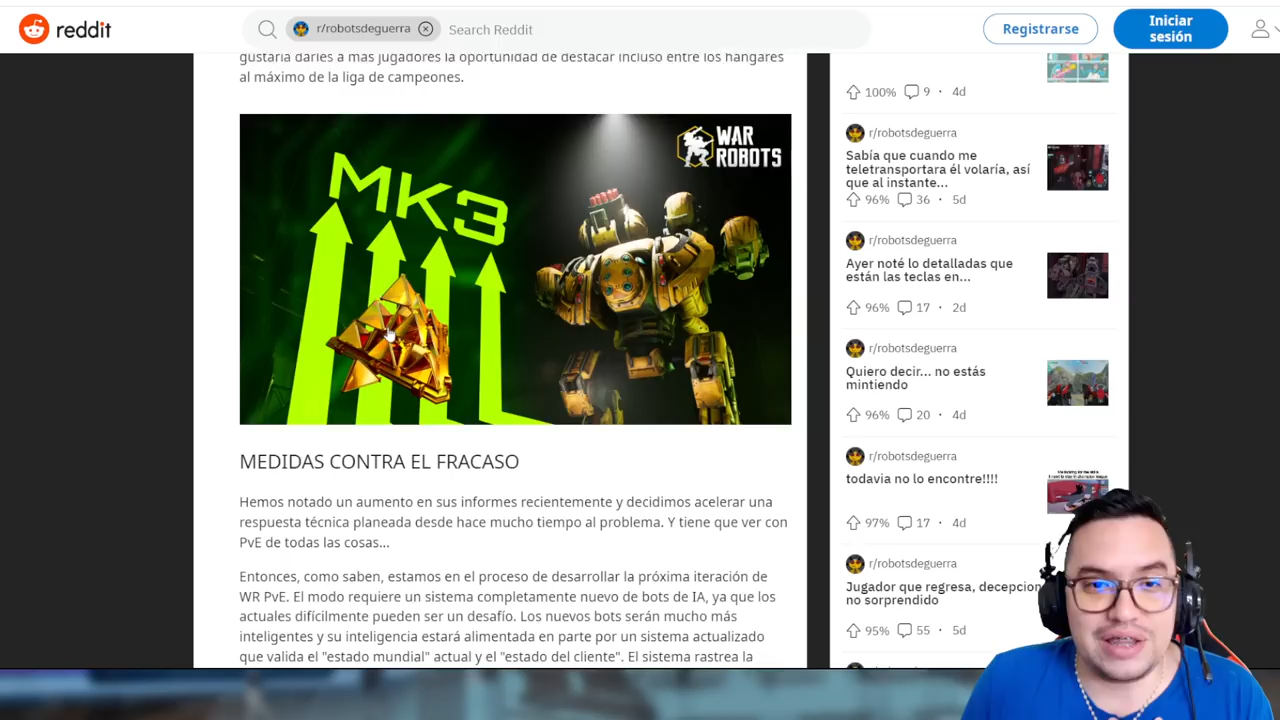 reddit
r/robotsdeguerra
Search Reddit
Registrarse
Iniciar
sesión
gustaría darles a más jugadores la oportunidad de destacar incluso entre los hangares
al máximo de la liga de campeones.
MK3
WAR
ROBOTS
MEDIDAS CONTRA EL FRACASO
Hemos notado un aumento en sus informes recientemente y decidimos acelerar una
respuesta técnica planeada desde hace mucho tiempo al problema. Y tiene que ver con
PvE de todas las cosas...
Entonces, como saben, estamos en el proceso de desarrollar la próxima iteración de
WR PvE. El modo requiere un sistema completamente nuevo de bots de IA, ya que los
actuales difícilmente pueden ser un desafío. Los nuevos bots serán mucho más
inteligentes y su inteligencia estará alimentada en parte por un sistema actualizado
que valida el "estado mundial" actual y el "estado del cliente". El sistema rastrea la
100% 9 · 4d
r/robotsdeguerra
Sabía que cuando me
teletransportara él volaría, así
que al instante...
96% 36 · 5d
r/robotsdeguerra
Ayer noté lo detalladas que
están las teclas en...
96% 17 · 2d
r/robotsdeguerra
Quiero decir... no estás
mintiendo
96% 20 · 4d
r/robotsdeguerra
todavia no lo encontre!!!!
97% 17 · 4d
r/robotsdeguerra
Jugador que regresa, decepcion
no sorprendido
95% 55 · 5d